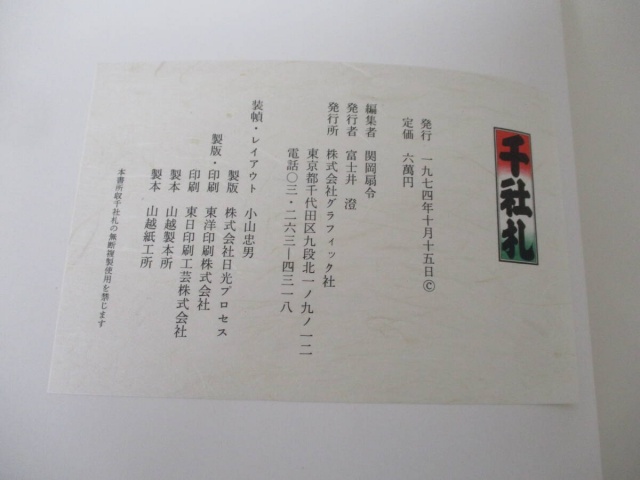 千社札
発行 一九七四年十月十五日©
定価 六萬円
編集者 関岡扇令
発行者 富士井 澄
発行所 株式会社グラフィック社
東京都千代田区九段北一ノ九ノ一二
電話〇三・二六三―四三一八
装幀・レイアウト 小山忠男
製版 株式会社日光プロセス
製版・印刷 東洋印刷株式会社
印刷 東日印刷工芸株式会社
製本 山越製本所
製本 山越紙工所
本書所収千社札の無断複製使用を禁じます